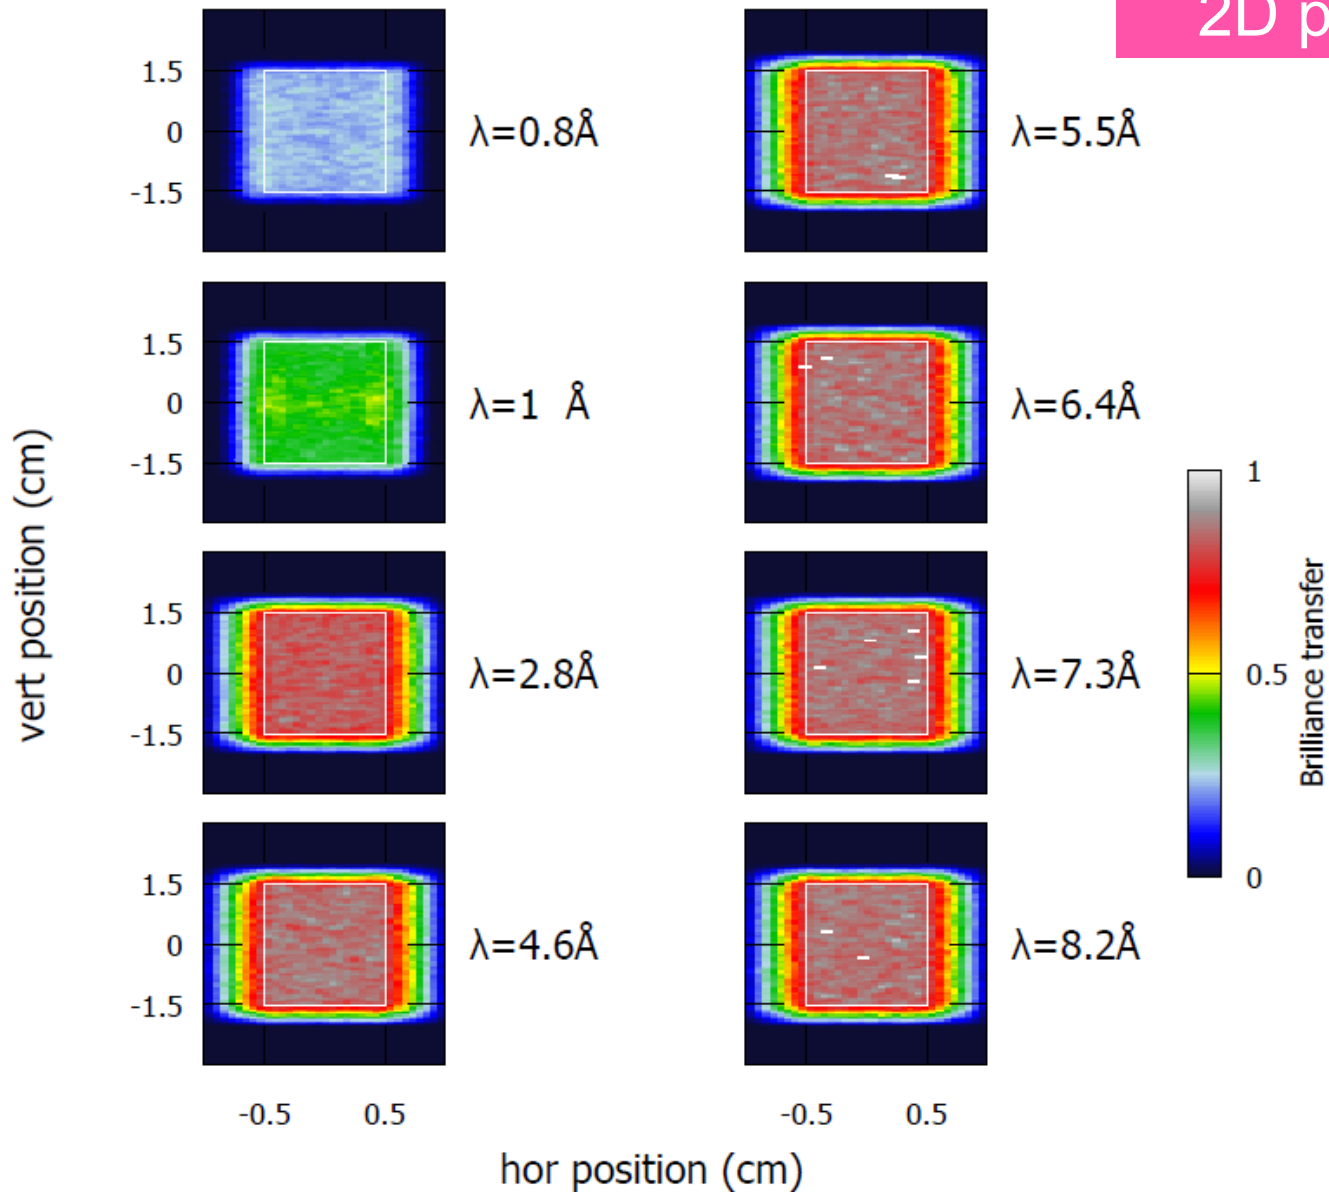 2D p
1.5
0
-1.5
λ=0.8Å
λ=5.5Å
1.5
0
-1.5
λ=1 Å
λ=6.4Å
1.5
0
-1.5
λ=2.8Å
λ=7.3Å
1.5
0
-1.5
λ=4.6Å
λ=8.2Å
-0.5 0.5
-0.5 0.5
hor position (cm)
vert position (cm)
1
0.5
0
Brilliance transfer